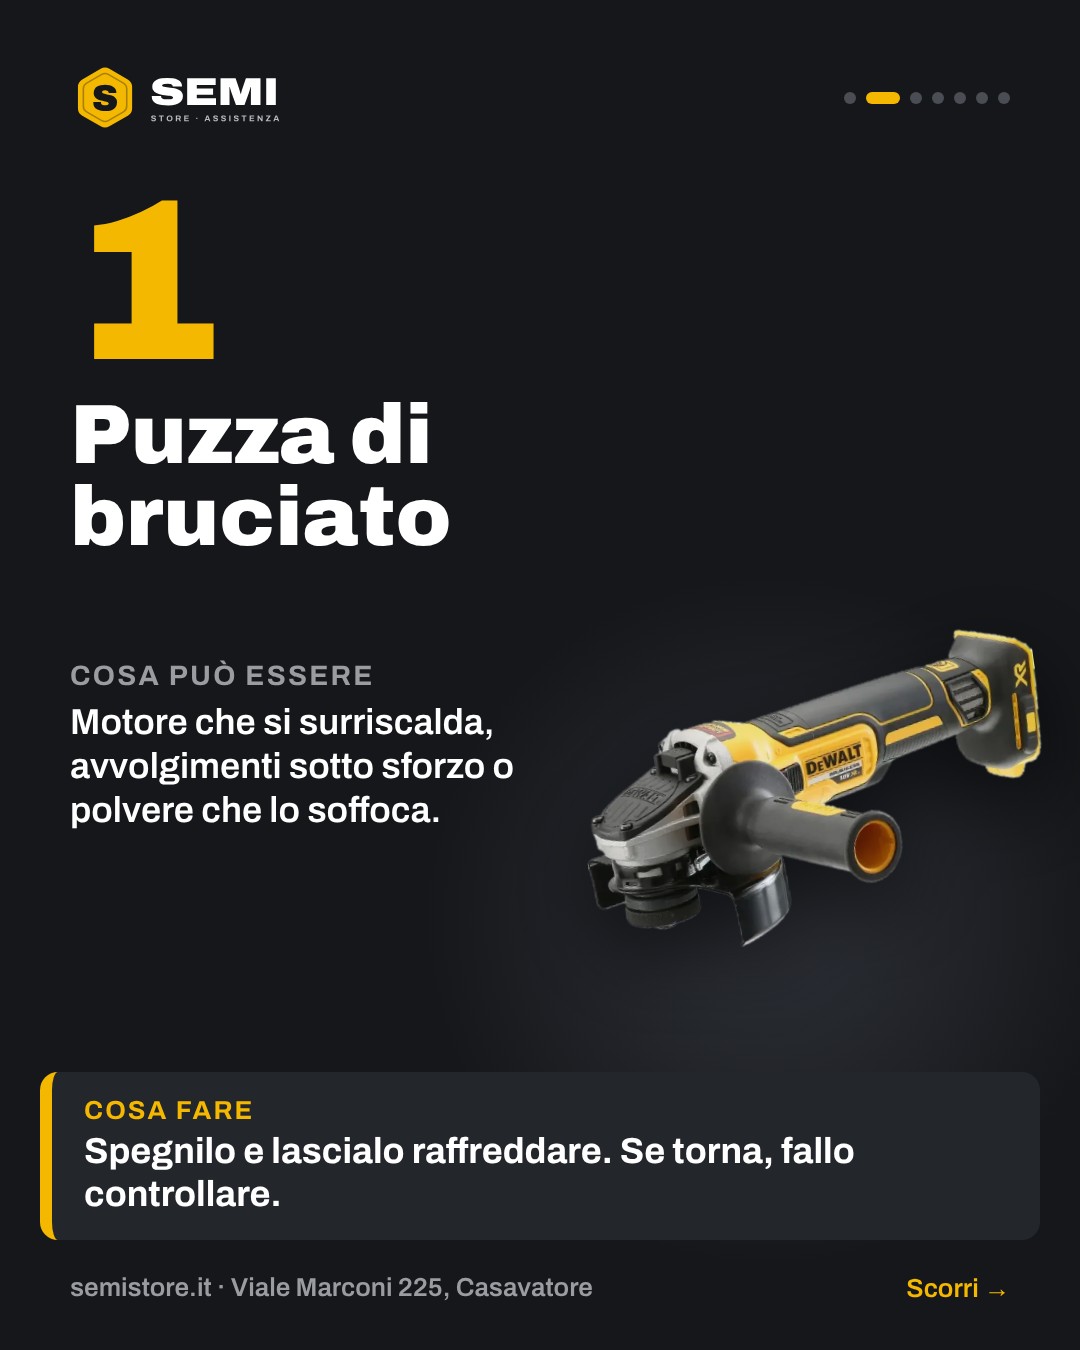 S
SEMI
STORE · ASSISTENZA
1
Puzza di
bruciato
COSA PUÒ ESSERE
Motore che si surriscalda,
avvolgimenti sotto sforzo o
polvere che lo soffoca.
XR
DEWALT
COSA FARE
Spegnilo e lascialo raffreddare. Se torna, fallo
controllare.
semistore.it · Viale Marconi 225, Casavatore
Scorri →